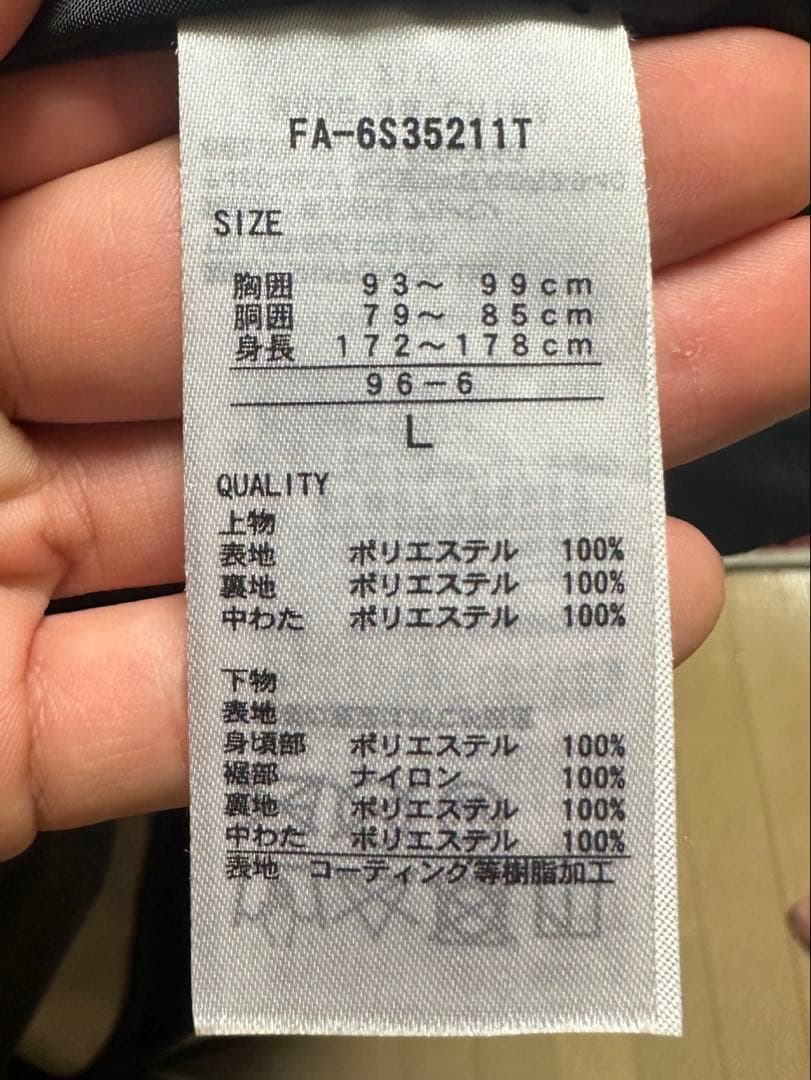 FA-6S35211T
SIZE
胸囲 93～ 99cm
胴囲 79～ 85cm
身長 172～178cm
96-6
L
QUALITY
上物
表地 ポリエステル 100%
裏地 ポリエステル 100%
中わた ポリエステル 100%
下物
表地
身頃部 ポリエステル 100%
裾部 ナイロン 100%
裏地 ポリエステル 100%
中わた ポリエステル 100%
表地 コーティング等樹脂加工